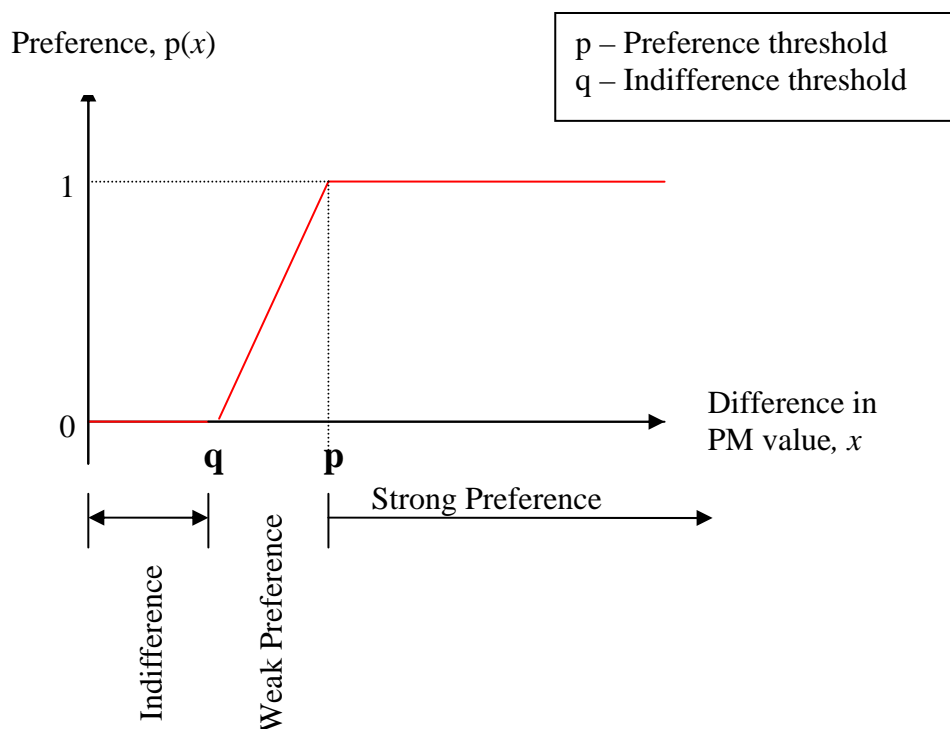 Preference, p(x)
p – Preference threshold
q – Indifference threshold
1
0
Difference in
PM value, x
q
p
Strong Preference
Indifference
Weak Preference